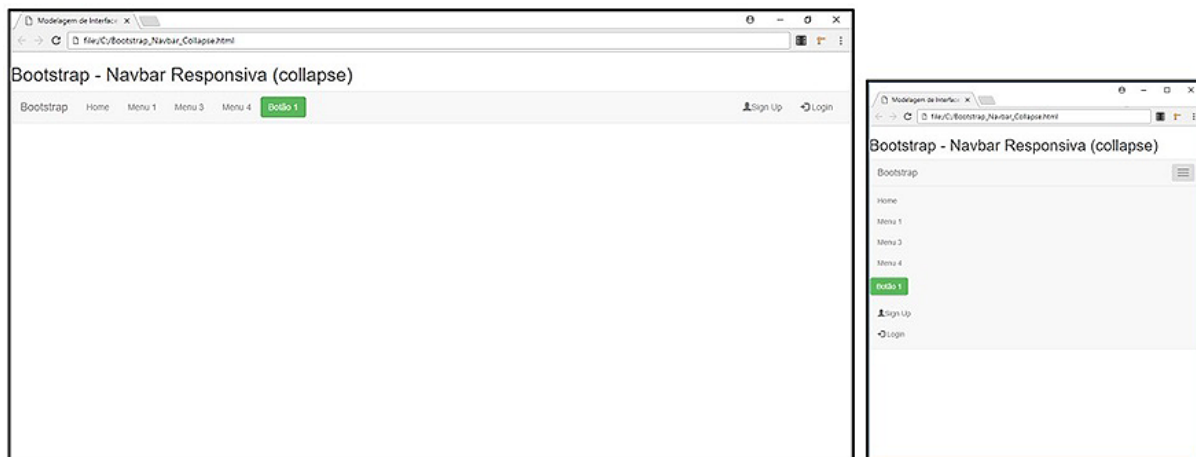 Modelagem de Interfac
file:/C:/Bootstrap_Navbar_Collapse.html
Bootstrap - Navbar Responsiva (collapse)
Bootstrap Home Menu 1 Menu 3 Menu 4 Botão 1 Sign Up Login
Modelagem de Interfac
file:/C:/Bootstrap_Navbar_Collapse.html
Bootstrap - Navbar Responsiva (collapse)
Bootstrap
Home
Menu 1
Menu 3
Menu 4
Botão 1
Sign Up
Login